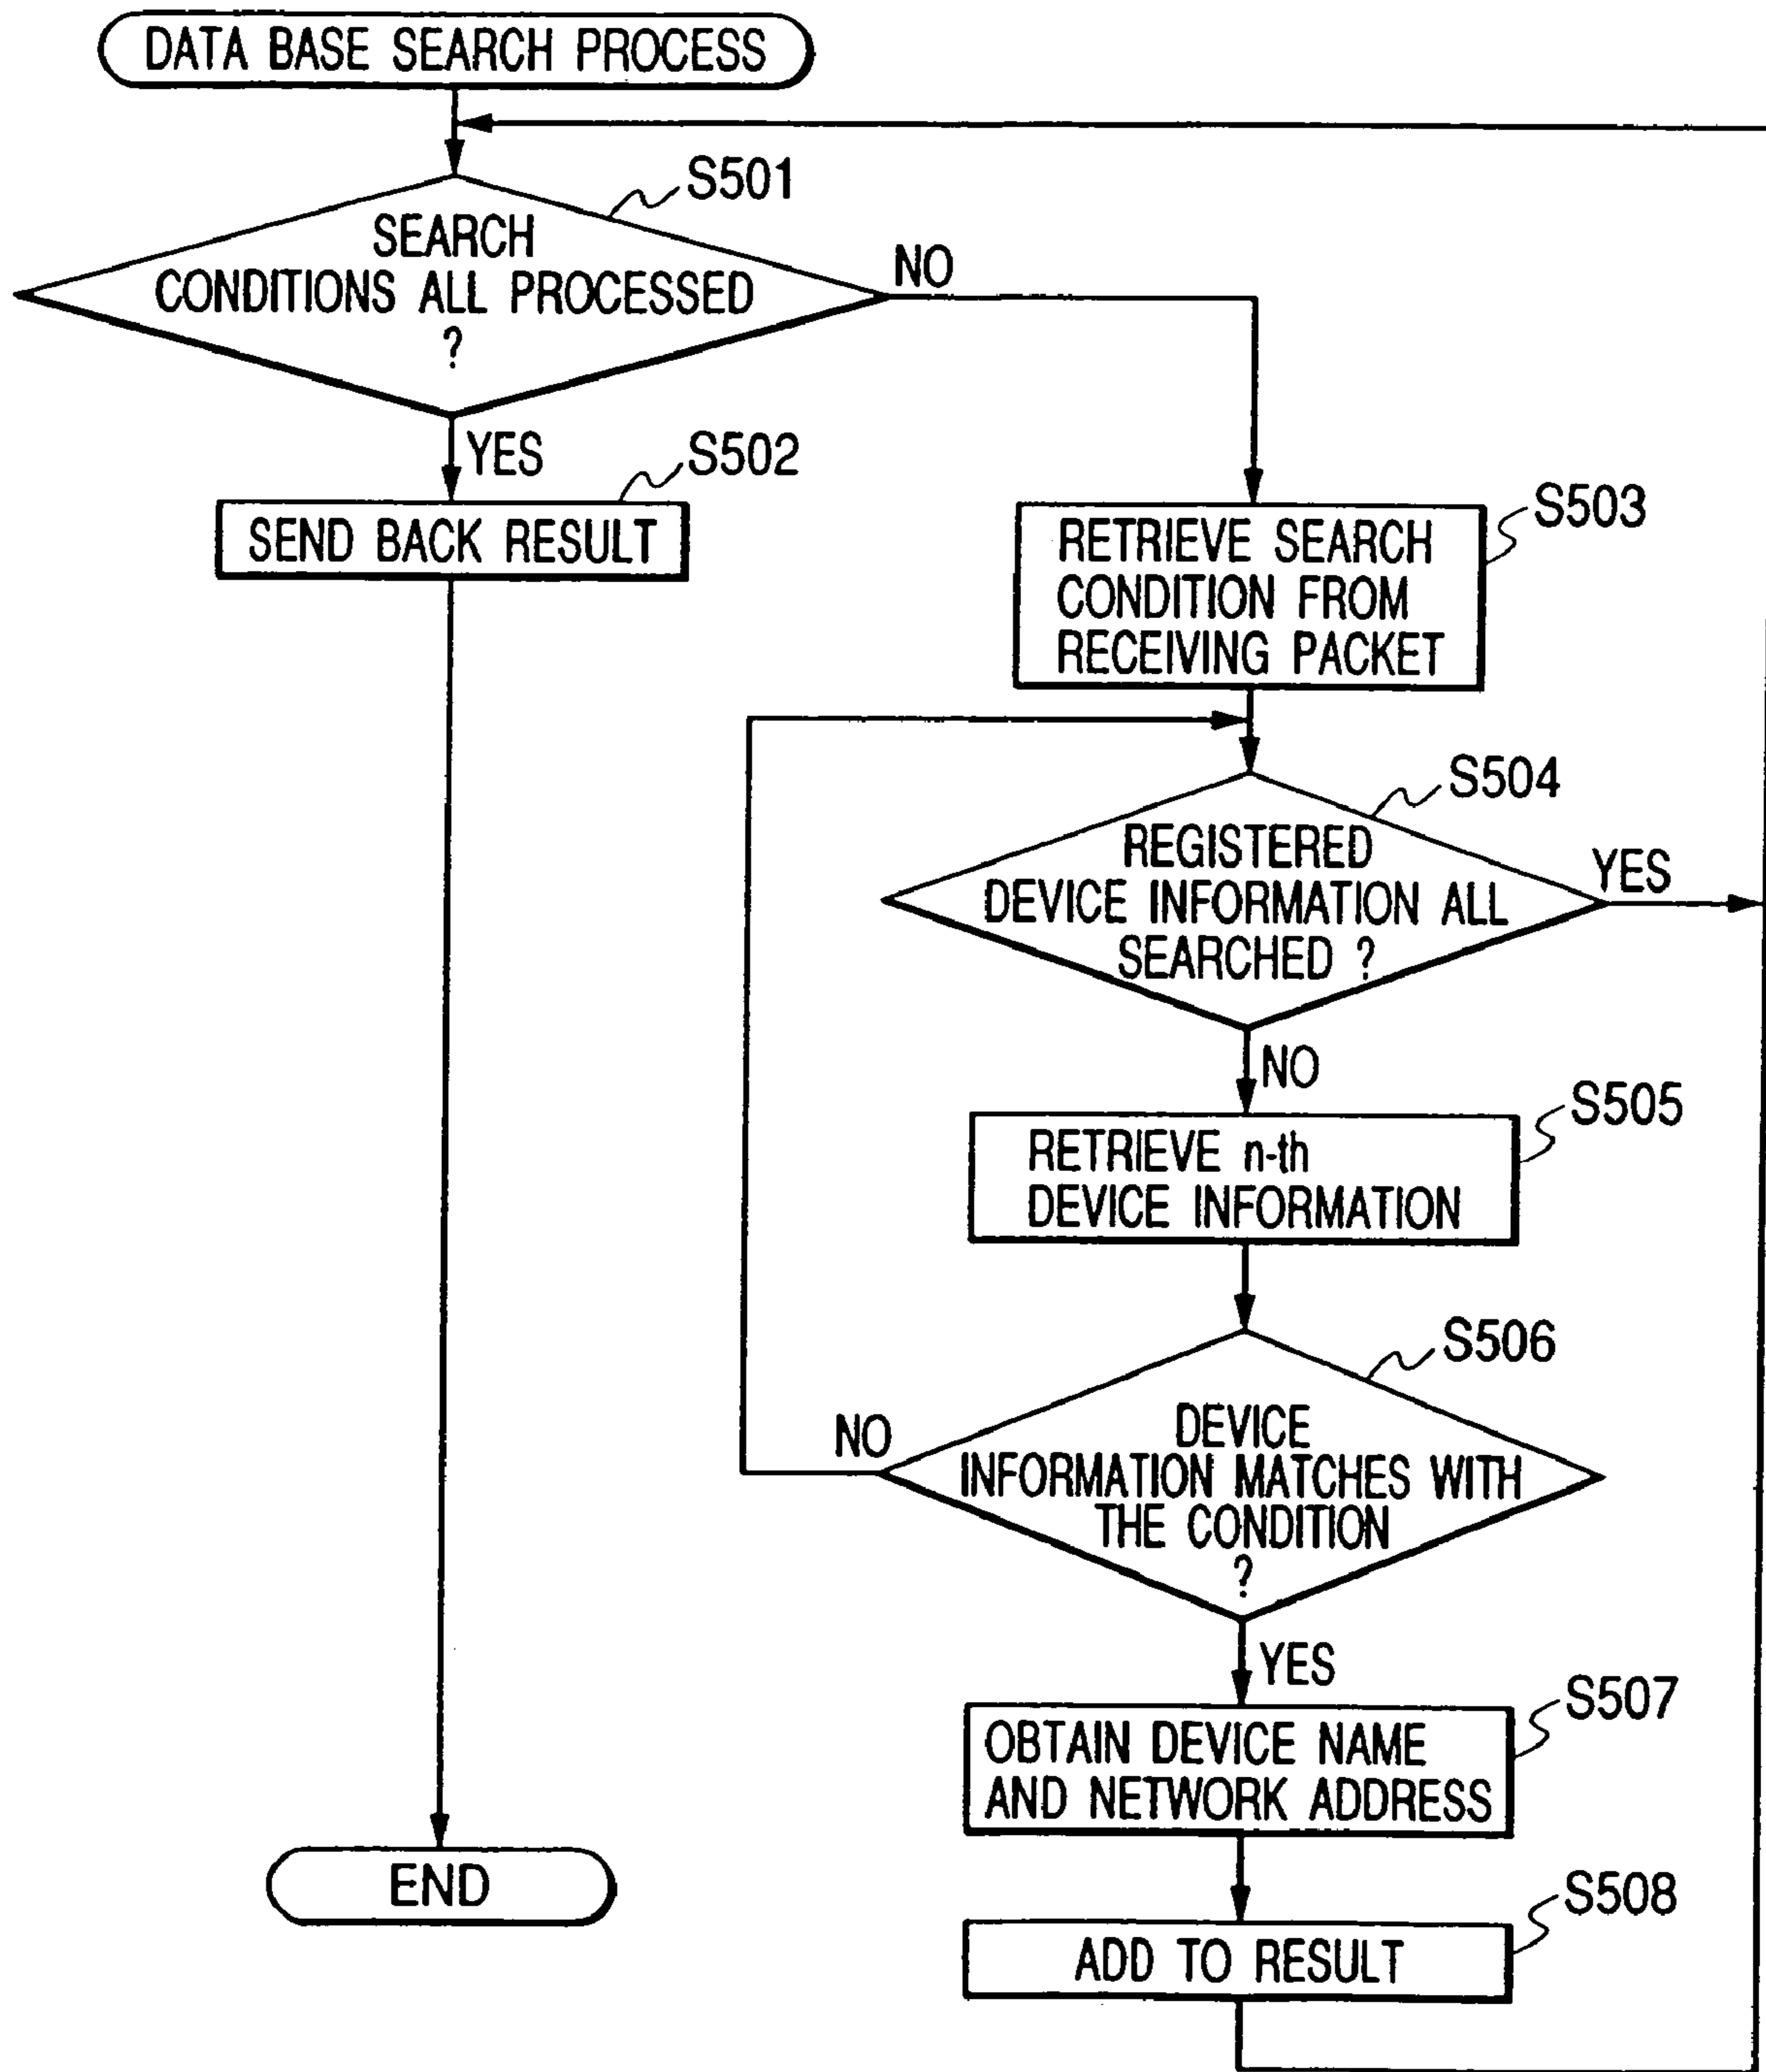 DATA BASE SEARCH PROCESS
S501
SEARCH
CONDITIONS ALL PROCESSED
?
NO
YES
S502
SEND BACK RESULT
S503
RETRIEVE SEARCH
CONDITION FROM
RECEIVING PACKET
S504
REGISTERED
DEVICE INFORMATION ALL
SEARCHED ?
YES
NO
S505
RETRIEVE n-th
DEVICE INFORMATION
S506
DEVICE
INFORMATION MATCHES WITH
THE CONDITION
?
NO
YES
S507
OBTAIN DEVICE NAME
AND NETWORK ADDRESS
S508
ADD TO RESULT
END